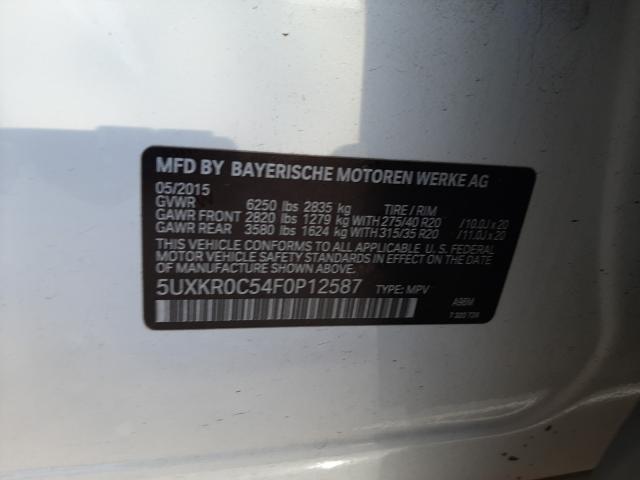 MFD BY BAYERISCHE MOTOREN WERKE AG
05/2015
GVWR 6250 lbs 2835 kg TIRE / RIM
GAWR FRONT 2820 lbs 1279 kg WITH 275/40 R20 /10.0J x 20
GAWR REAR 3580 lbs 1624 kg WITH 315/35 R20 /11.0J x 20
THIS VEHICLE CONFORMS TO ALL APPLICABLE U.S. FEDERAL
MOTOR VEHICLE SAFETY STANDARDS IN EFFECT ON THE DATE
OF MANUFACTURE SHOWN ABOVE.
5UXKR0C54F0P12587 TYPE: MPV
A96M